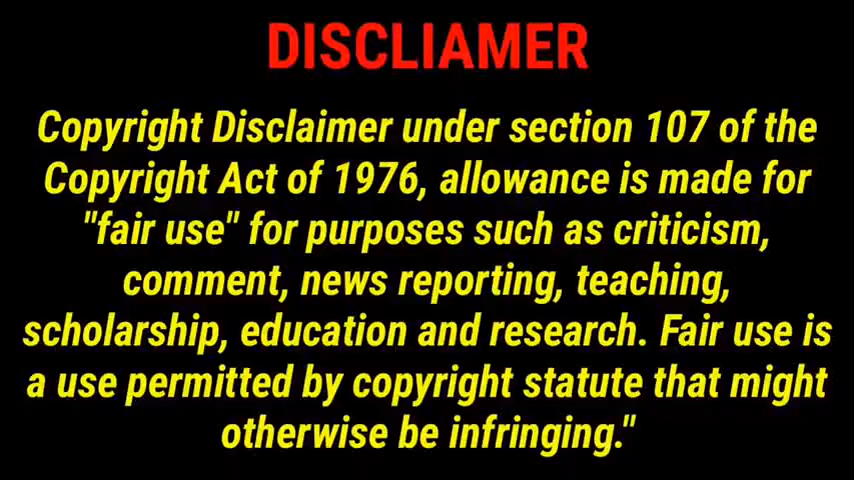 DISCLIAMER
Copyright Disclaimer under section 107 of the
Copyright Act of 1976, allowance is made for
"fair use" for purposes such as criticism,
comment, news reporting, teaching,
scholarship, education and research. Fair use is
a use permitted by copyright statute that might
otherwise be infringing."